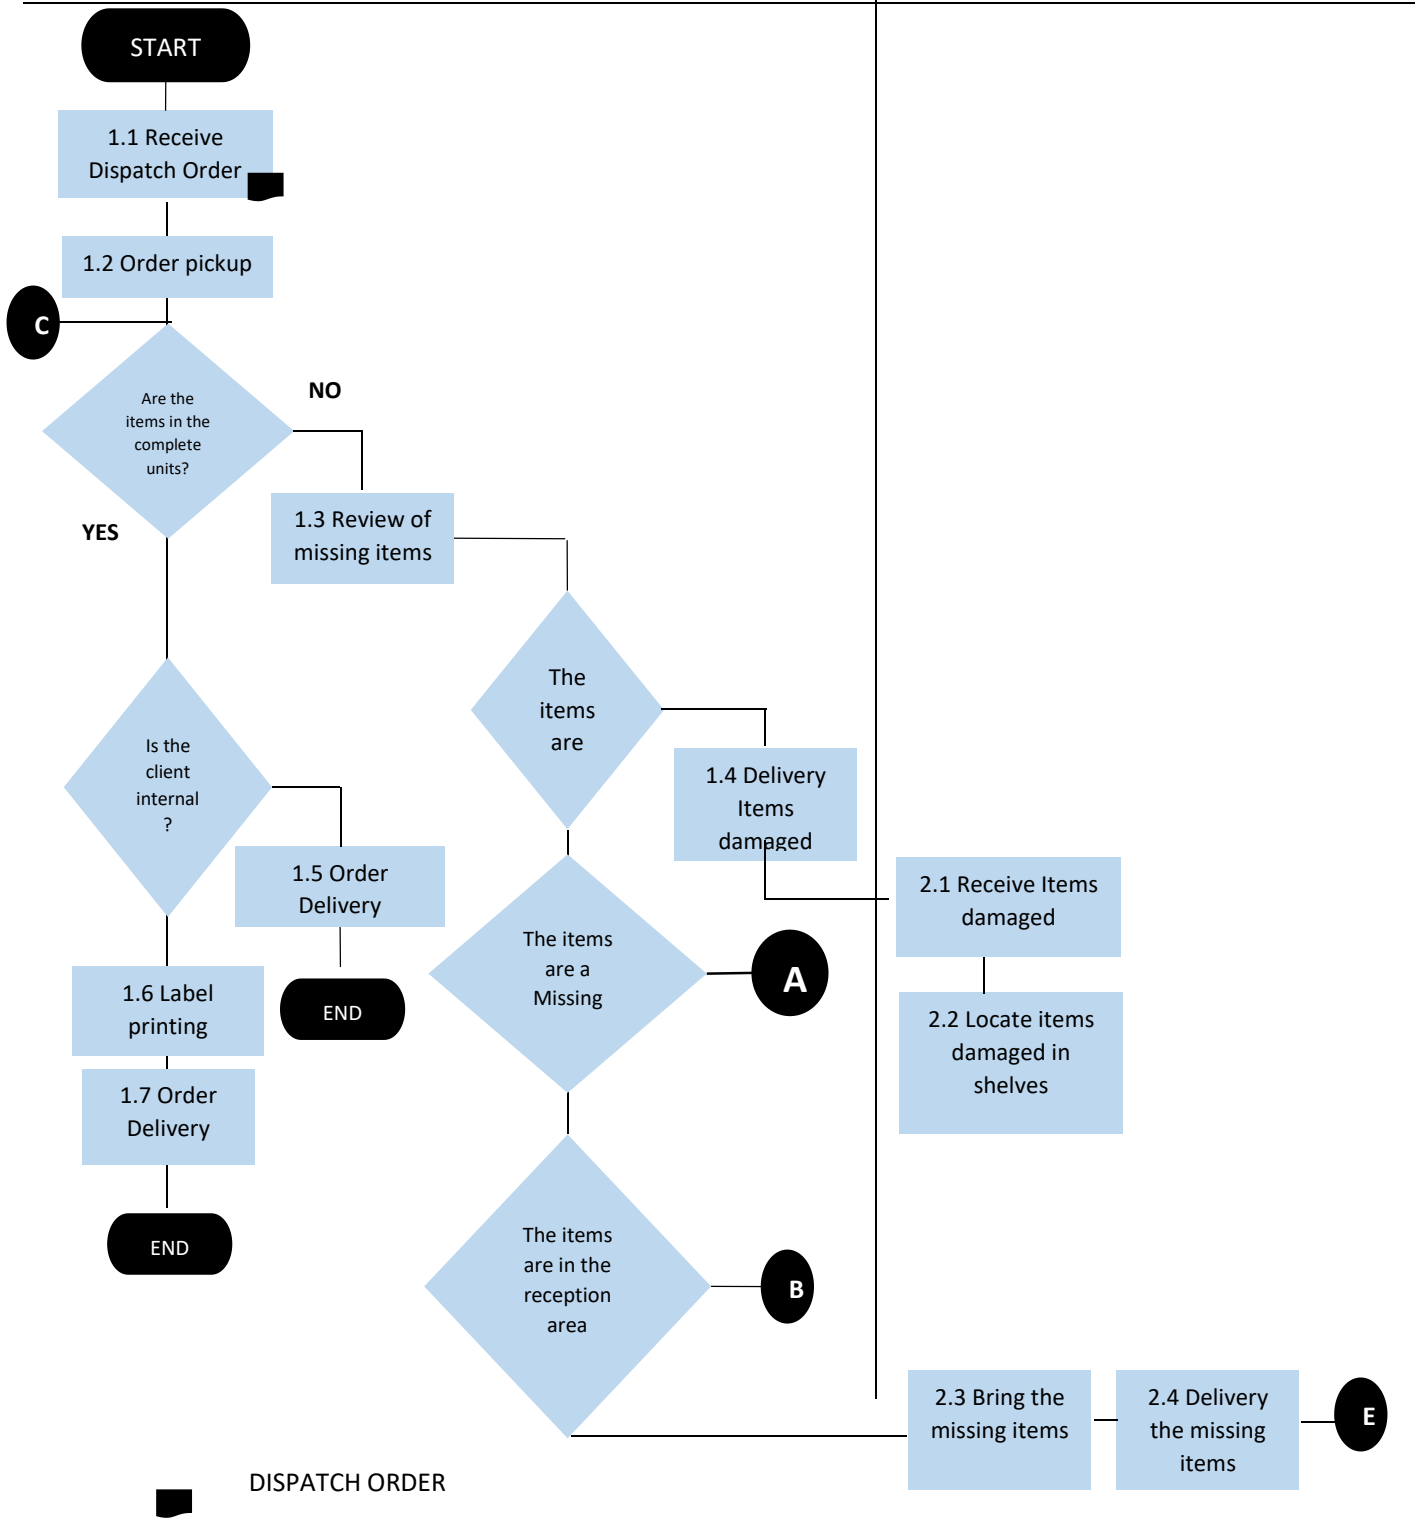 START
1.1 Receive
Dispatch Order
1.2 Order pickup
C
Are the
items in the
complete
units?
NO
YES
1.3 Review of
missing items
The
items
are
1.4 Delivery
Items
damaged
Is the
client
internal
?
1.5 Order
Delivery
END
2.1 Receive Items
damaged
The items
are a
Missing
A
1.6 Label
printing
2.2 Locate items
damaged in
shelves
1.7 Order
Delivery
END
The items
are in the
reception
area
B
2.3 Bring the
missing items
2.4 Delivery
the missing
items
E
DISPATCH ORDER